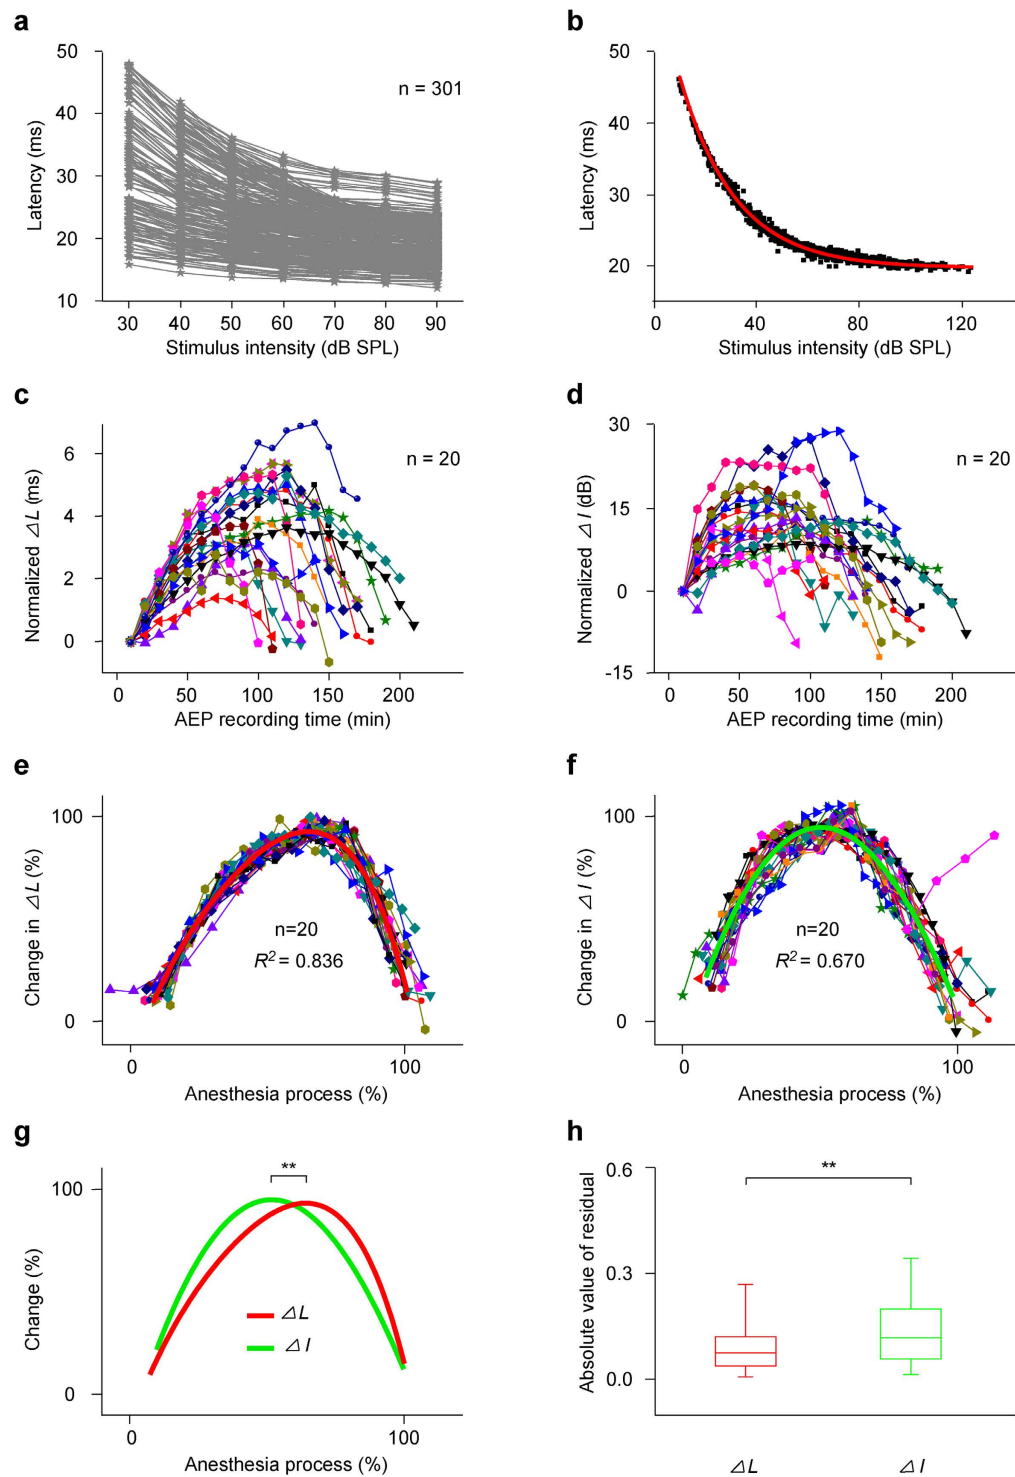 a
50
40
30
20
10
Latency (ms)
n = 301
30 40 50 60 70 80 90
Stimulus intensity (dB SPL)
b
50
40
30
20
Latency (ms)
0 40 80 120
Stimulus intensity (dB SPL)
c
6
4
2
0
Normalized △L (ms)
n = 20
0 50 100 150 200
AEP recording time (min)
d
30
15
0
-15
Normalized △I (dB)
n = 20
0 50 100 150 200
AEP recording time (min)
e
100
0
Change in △L (%)
n=20
R² = 0.836
0 100
Anesthesia process (%)
f
100
0
Change in △I (%)
n=20
R² = 0.670
0 100
Anesthesia process (%)
g
100
0
Change (%)
**
△L
△I
0 100
Anesthesia process (%)
h
0.6
0.3
0.0
Absolute value of residual
**
△L △I